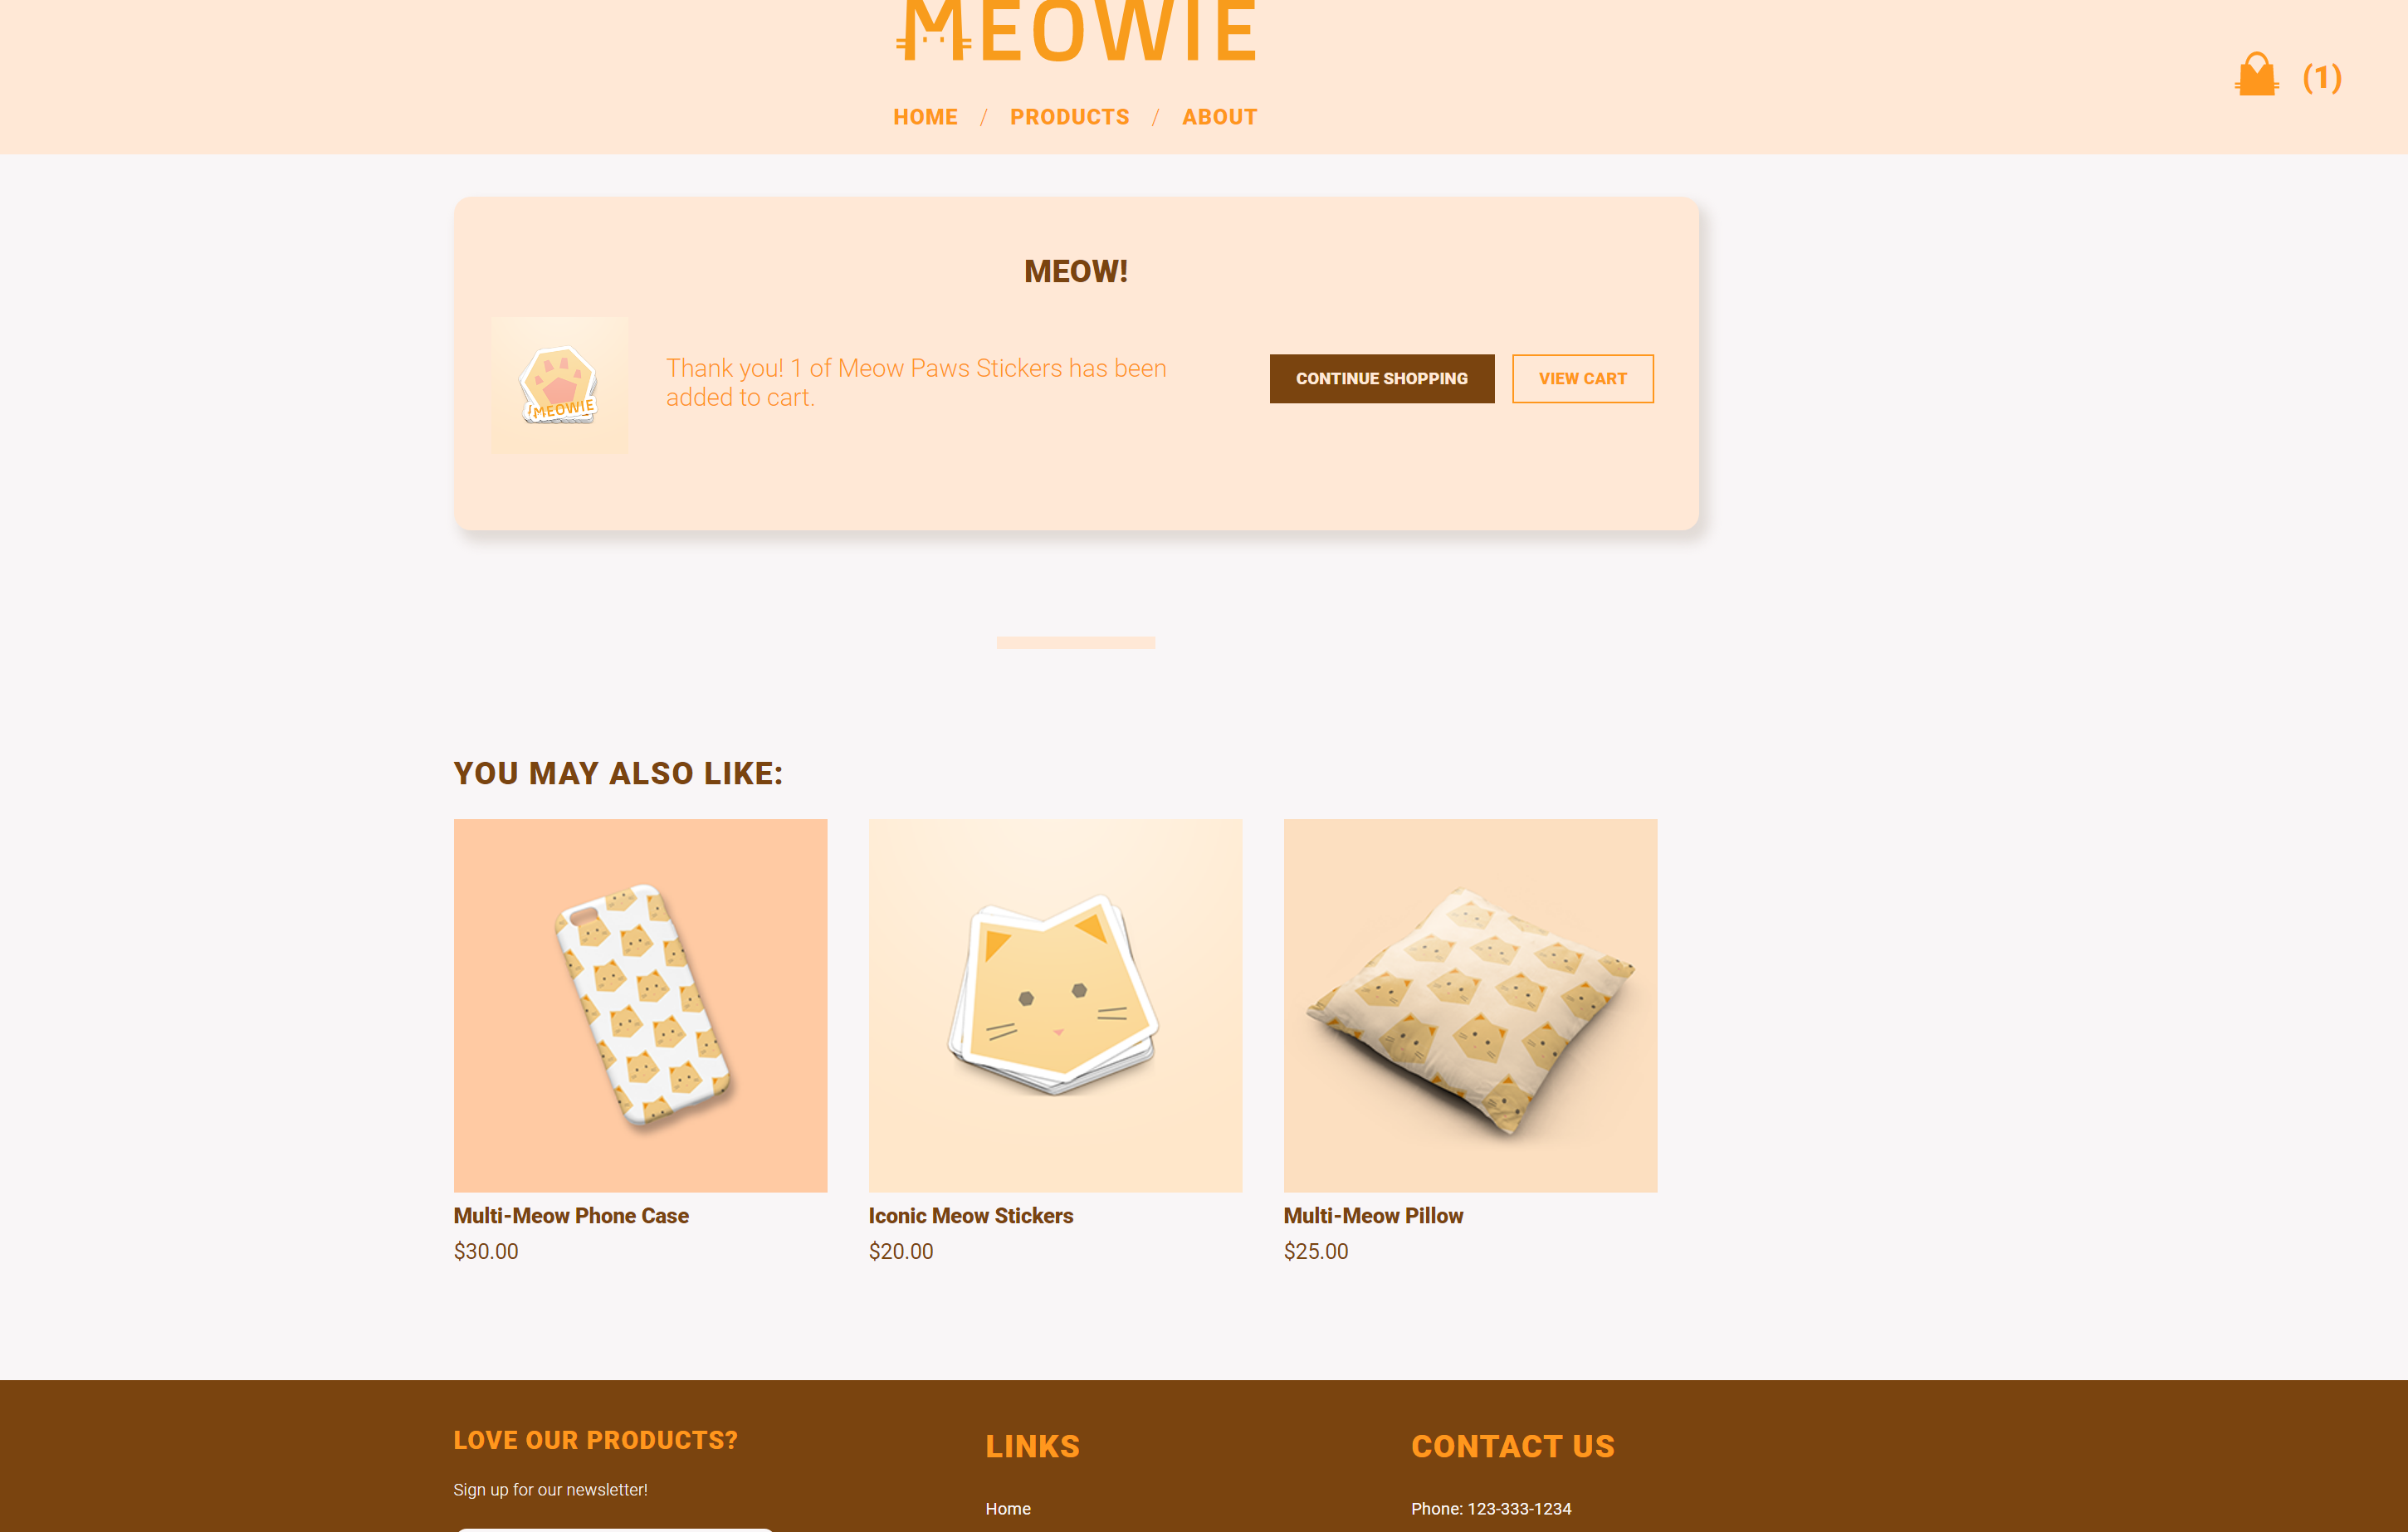 MEOWIE
(1)
HOME / PRODUCTS / ABOUT
MEOW!
MEOWIE
Thank you! 1 of Meow Paws Stickers has been
added to cart.
CONTINUE SHOPPING
VIEW CART
YOU MAY ALSO LIKE:
Multi-Meow Phone Case
$30.00
Iconic Meow Stickers
$20.00
Multi-Meow Pillow
$25.00
LOVE OUR PRODUCTS?
Sign up for our newsletter!
LINKS
Home
CONTACT US
Phone: 123-333-1234